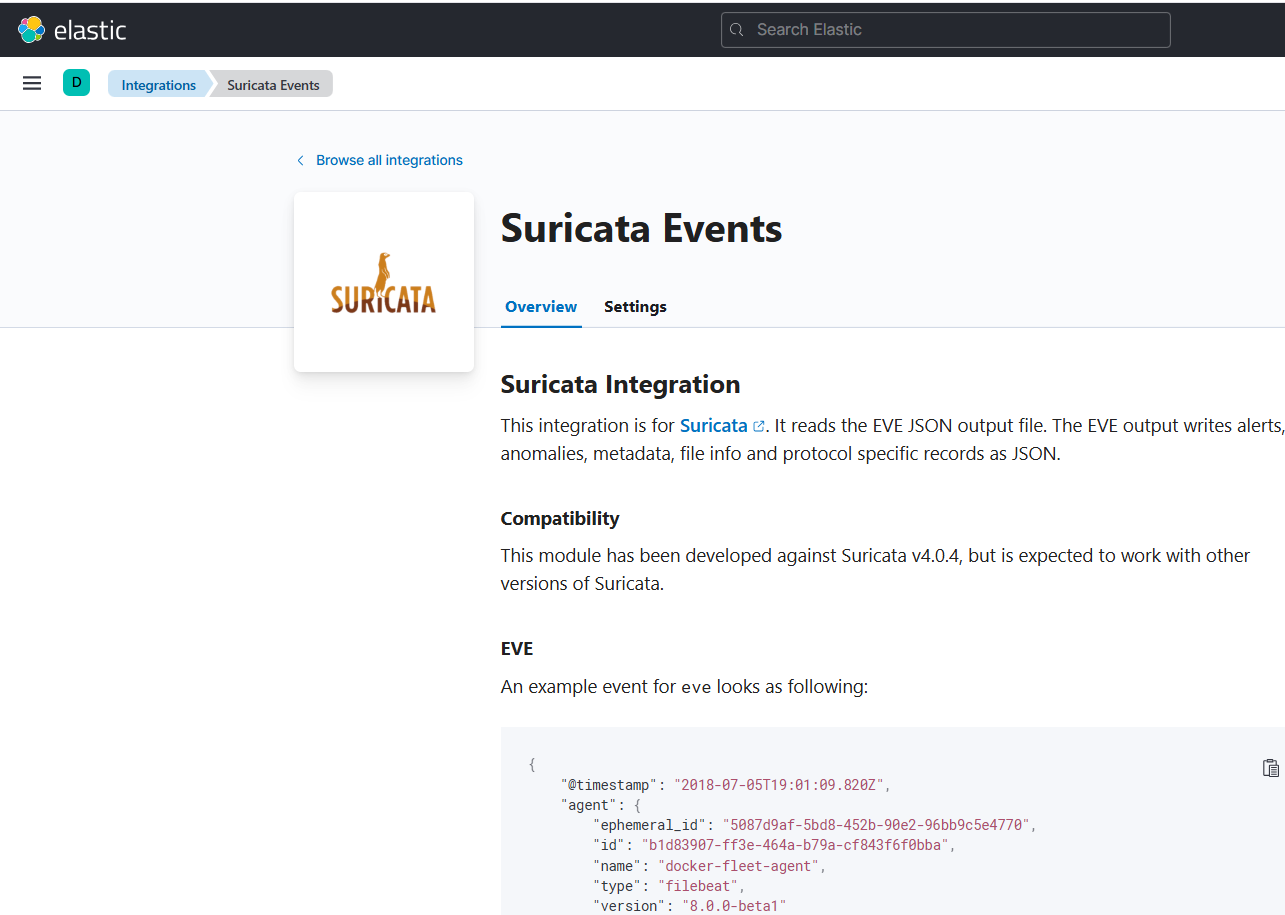 elastic
Search Elastic
D
Integrations
Suricata Events
Browse all integrations
SURICATA
Suricata Events
Overview
Settings
Suricata Integration
This integration is for Suricata. It reads the EVE JSON output file. The EVE output writes alerts,
anomalies, metadata, file info and protocol specific records as JSON.
Compatibility
This module has been developed against Suricata v4.0.4, but is expected to work with other
versions of Suricata.
EVE
An example event for eve looks as following:
{
"@timestamp": "2018-07-05T19:01:09.820Z",
"agent": {
"ephemeral_id": "5087d9af-5bd8-452b-90e2-96bb9c5e4770",
"id": "b1d83907-ff3e-464a-b79a-cf843f6f0bba",
"name": "docker-fleet-agent",
"type": "filebeat",
"version": "8.0.0-beta1"